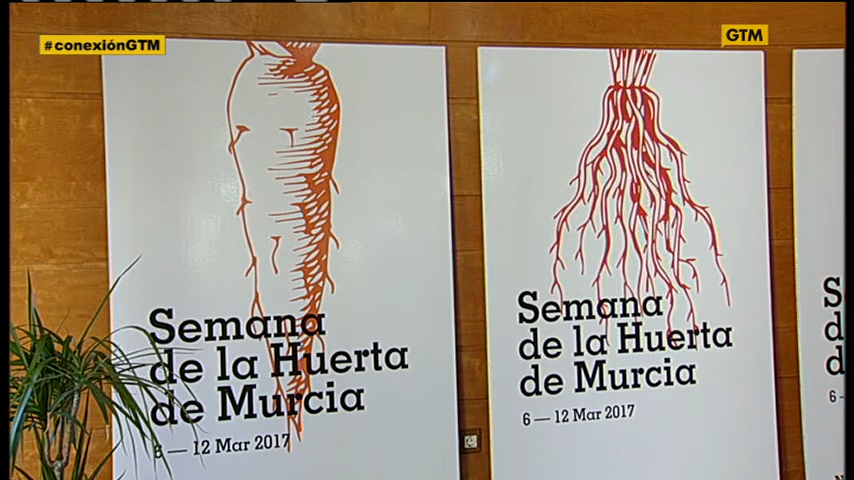 #conexiónGTM
GTM
Semana
de la Huerta
de Murcia
6 — 12 Mar 2017
Semana
de la Huerta
de Murcia
6 — 12 Mar 2017